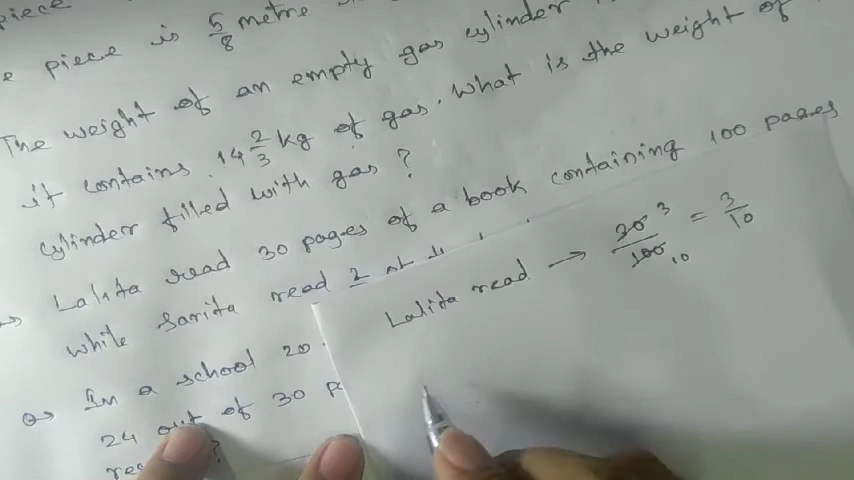 piece
e piece is 5/8 metre
The weight of an empty gas cylinder
it contains 14 2/3 kg of gas. What is the weight of
cylinder filled with gas?
Lalita read 30 pages of a book containing 100 pages
while Sarita read 2
In a school 20
24 out of 30
?
Lalita read → 30 3 / 100 10 = 3/10